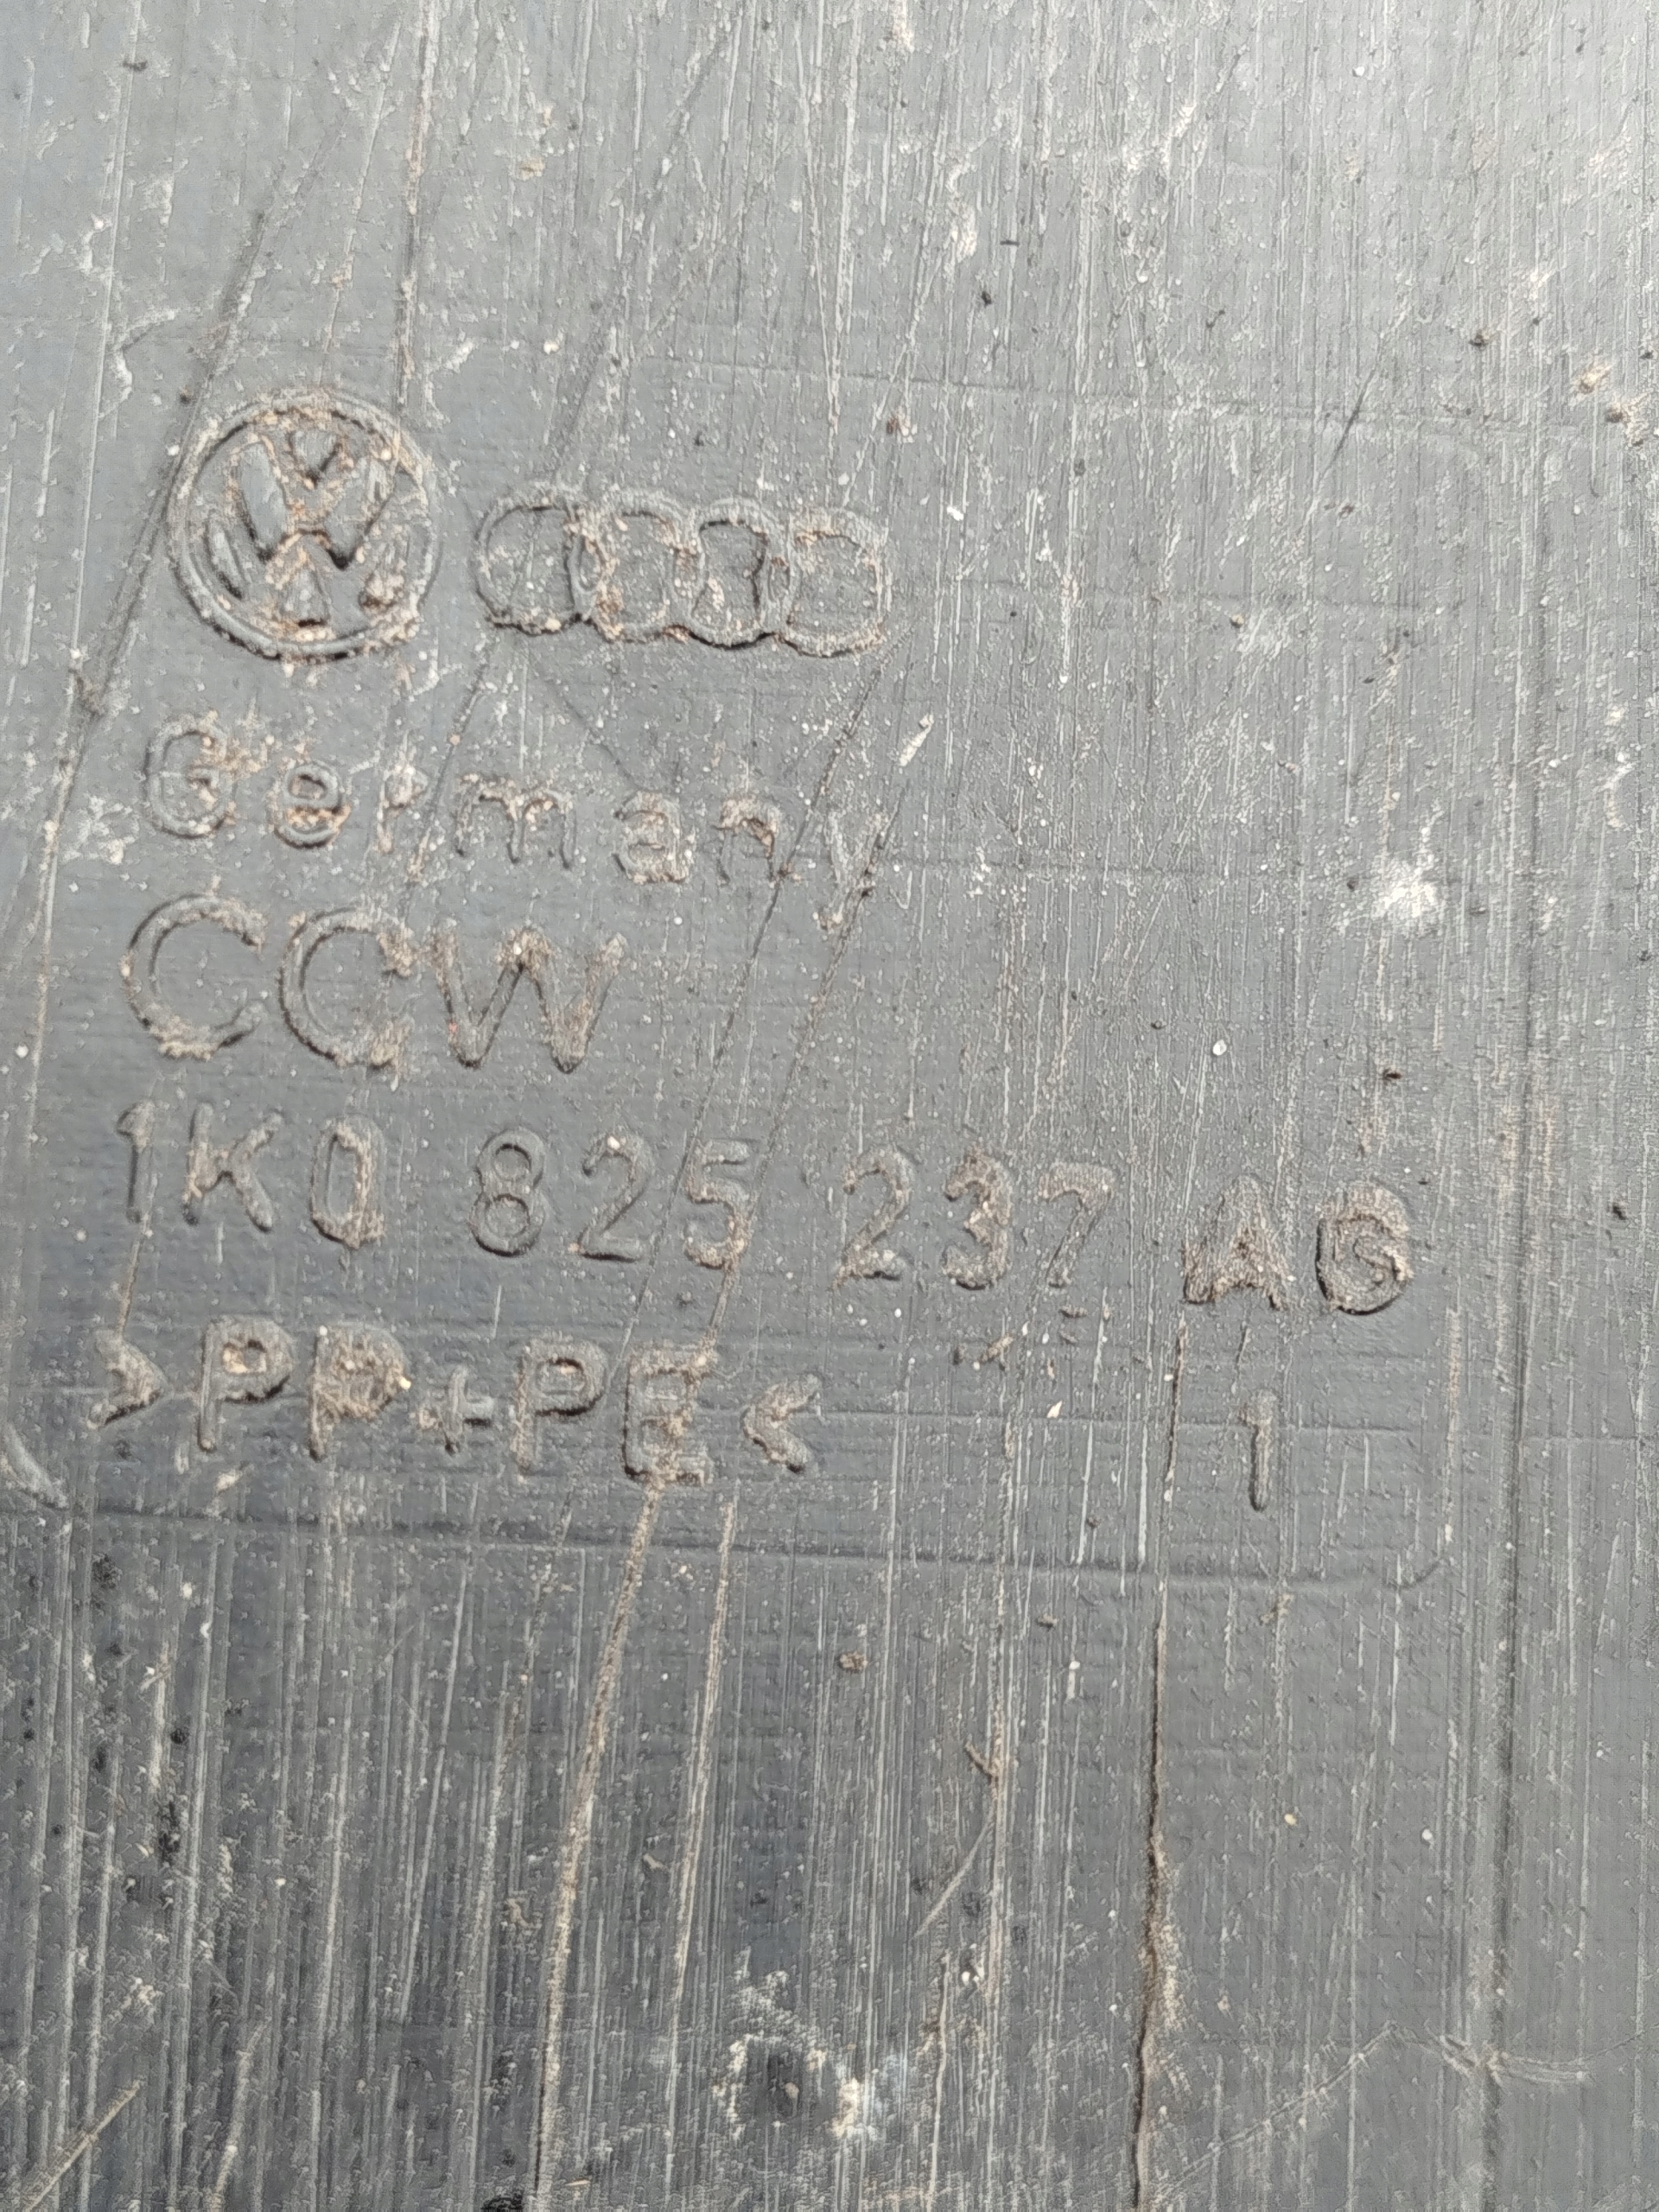 Germany
CCW
1K0 825 237 AG
>PP+PE< 1